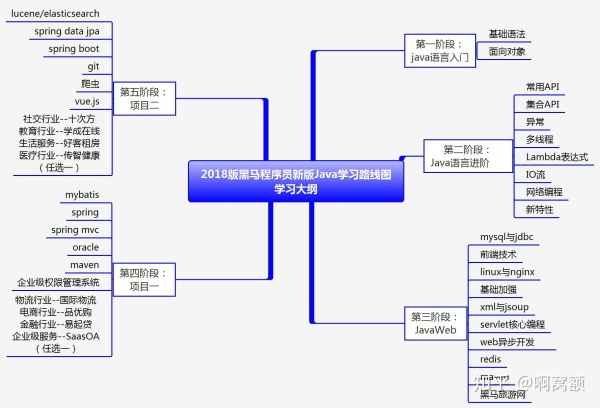 2018版黑马程序员新版Java学习路线图
学习大纲
第一阶段：
java语言入门
基础语法
面向对象
第二阶段：
Java语言进阶
常用API
集合API
异常
多线程
Lambda表达式
IO流
网络编程
新特性
第三阶段：
JavaWeb
mysql与jdbc
前端技术
linux与nginx
基础加强
xml与jsoup
servlet核心编程
web异步开发
redis
黑马旅游网
第四阶段：
项目一
mybatis
spring
spring mvc
oracle
maven
企业级权限管理系统
物流行业--国际物流
电商行业--品优购
金融行业--易起贷
企业级服务--SaasOA
（任选一）
第五阶段：
项目二
lucene/elasticsearch
spring data jpa
spring boot
git
爬虫
vue.js
社交行业--十次方
教育行业--学成在线
生活服务--好客租房
医疗行业--传智健康
（任选一）
知乎 @啊窝额